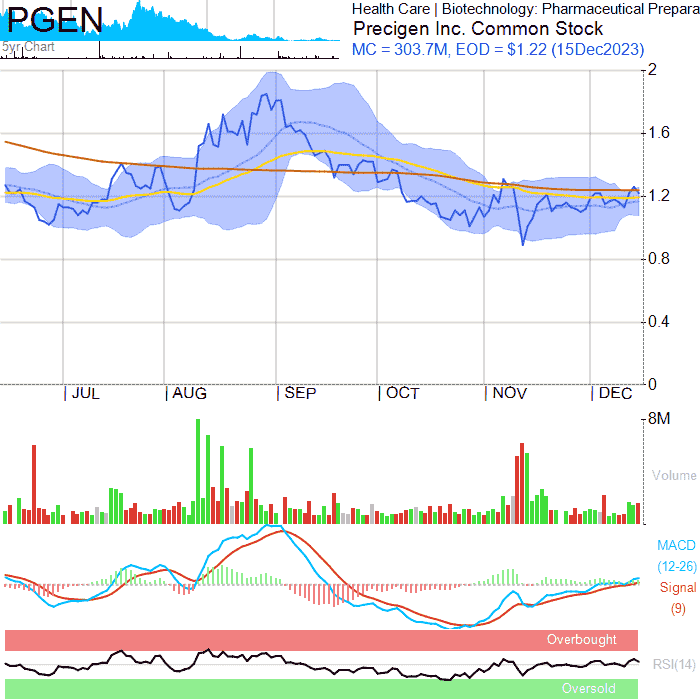 PGEN
5yr Chart
Health Care | Biotechnology: Pharmaceutical Prepara
Precigen Inc. Common Stock
MC = 303.7M, EOD = $1.22 (15Dec2023)
2
1.6
1.2
0.8
0.4
0
JUL AUG SEP OCT NOV DEC
8M
Volume
MACD
(12-26)
Signal
(9)
Overbought
RSI(14)
Oversold